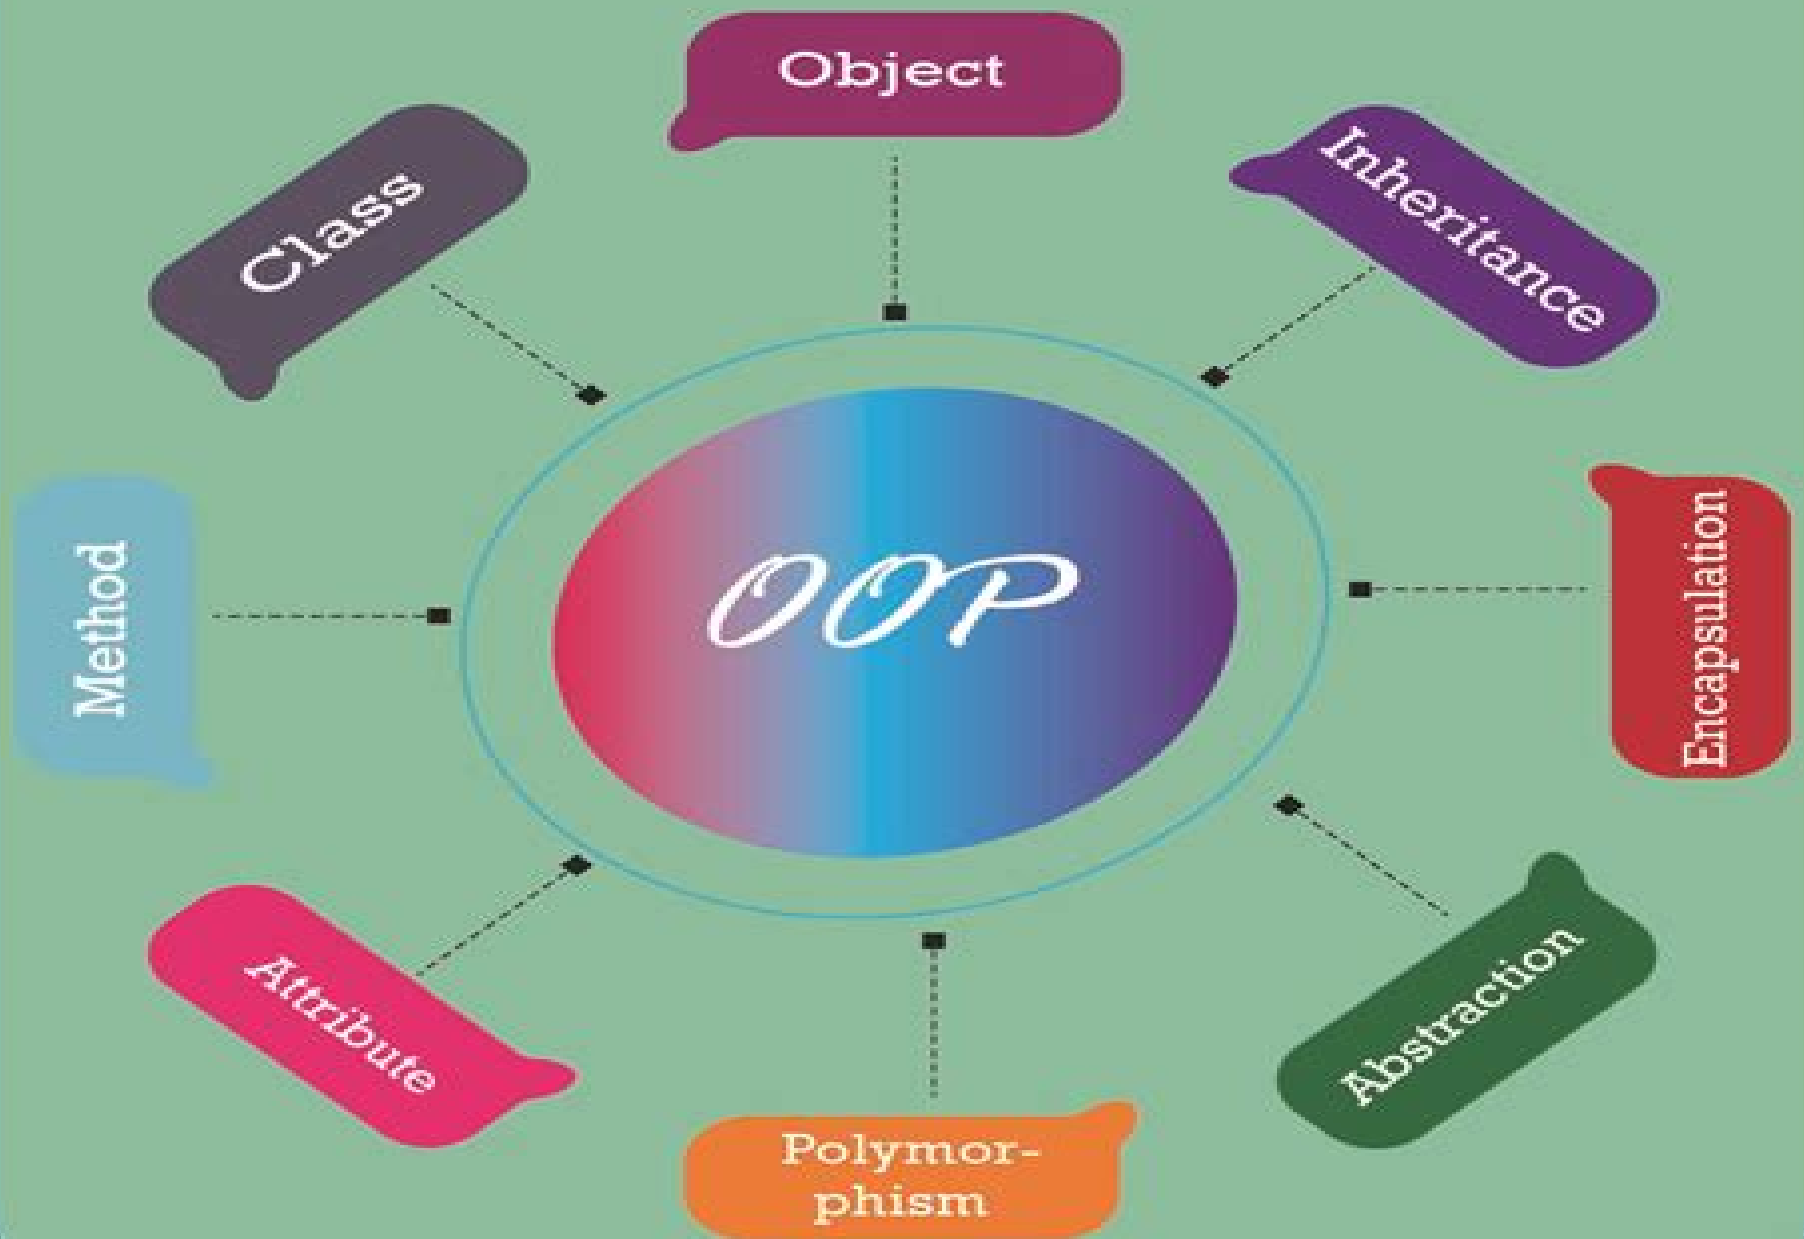 Object
Inheritance
Encapsulation
Abstraction
Polymor-
phism
Attribute
Method
Class
OOP